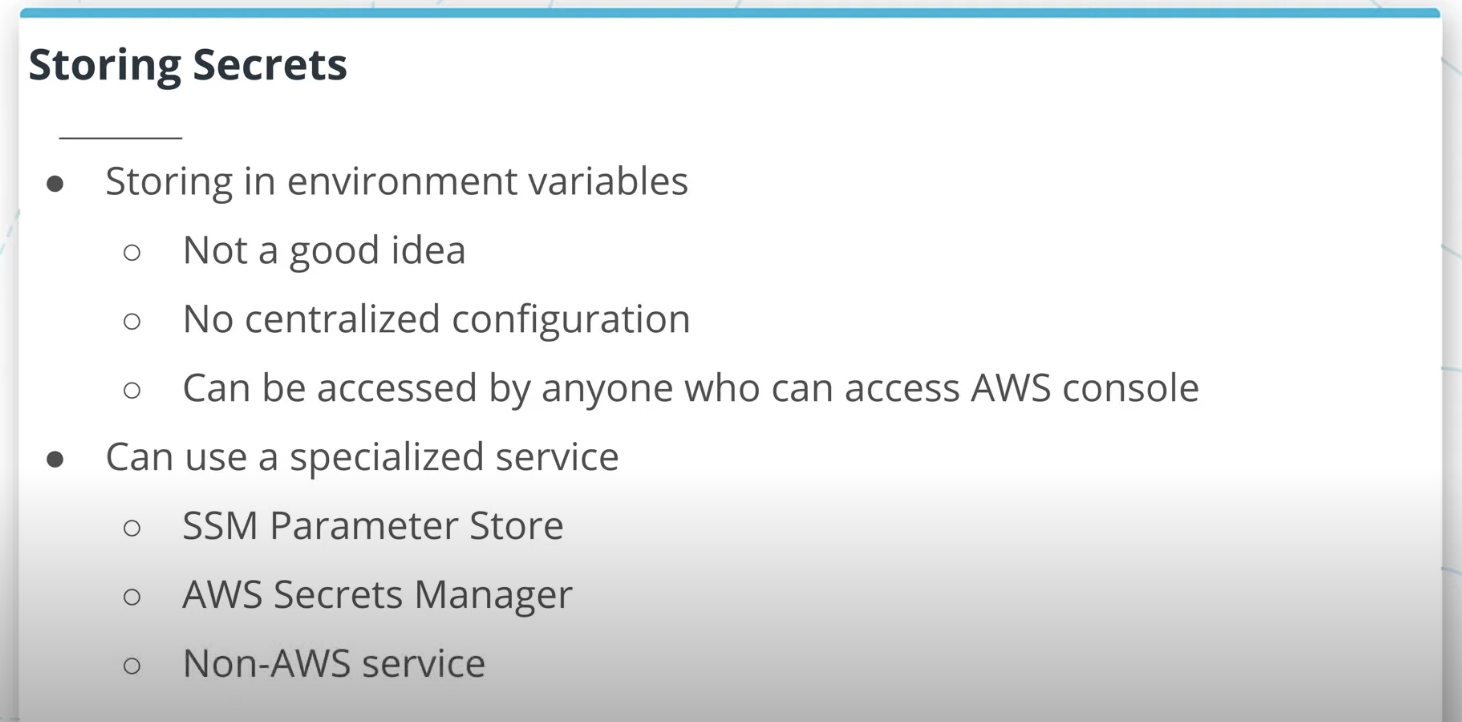 Storing Secrets
● Storing in environment variables
○ Not a good idea
○ No centralized configuration
○ Can be accessed by anyone who can access AWS console
● Can use a specialized service
○ SSM Parameter Store
○ AWS Secrets Manager
○ Non-AWS service